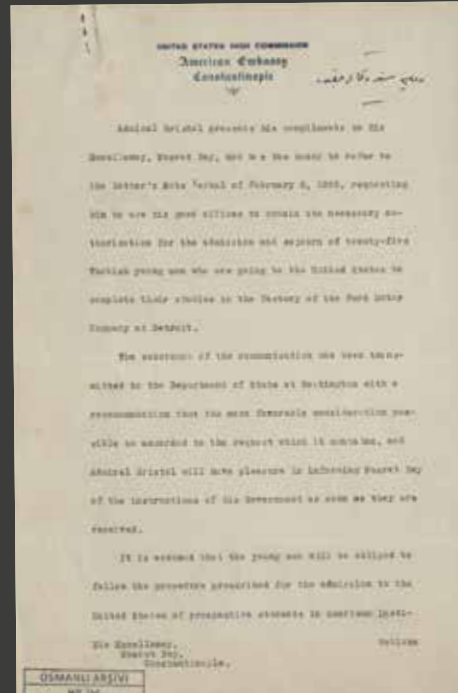 UNITED STATES HIGH COMMISSION
American Embassy
Constantinople
Admiral Bristol presents his compliments to His
Excellency, Nusret Bey, and has the honor to refer to
the latter's Note Verbal of February 6, requesting
him to use his good offices to obtain the necessary au-
thorization for the admission and sojourn of twenty-five
Turkish young men who are going to the United States to
complete their studies in the Factory of the Ford Motor
Company at Detroit.
The substance of the communication has been trans-
mitted to the Department of State at Washington with a
recommendation that the most favorable consideration pos-
sible be accorded to the request which it contains, and
Admiral Bristol will have pleasure in informing Nusret Bey
of the instructions of his Government as soon as they are
received.
It is assumed that the young men will be obliged to
follow the procedure prescribed for the admission to the
United States of prospective students in American insti-
His Excellency,
Nusret Bey,
Constantinople.
OSMANLI ARŞİVİ